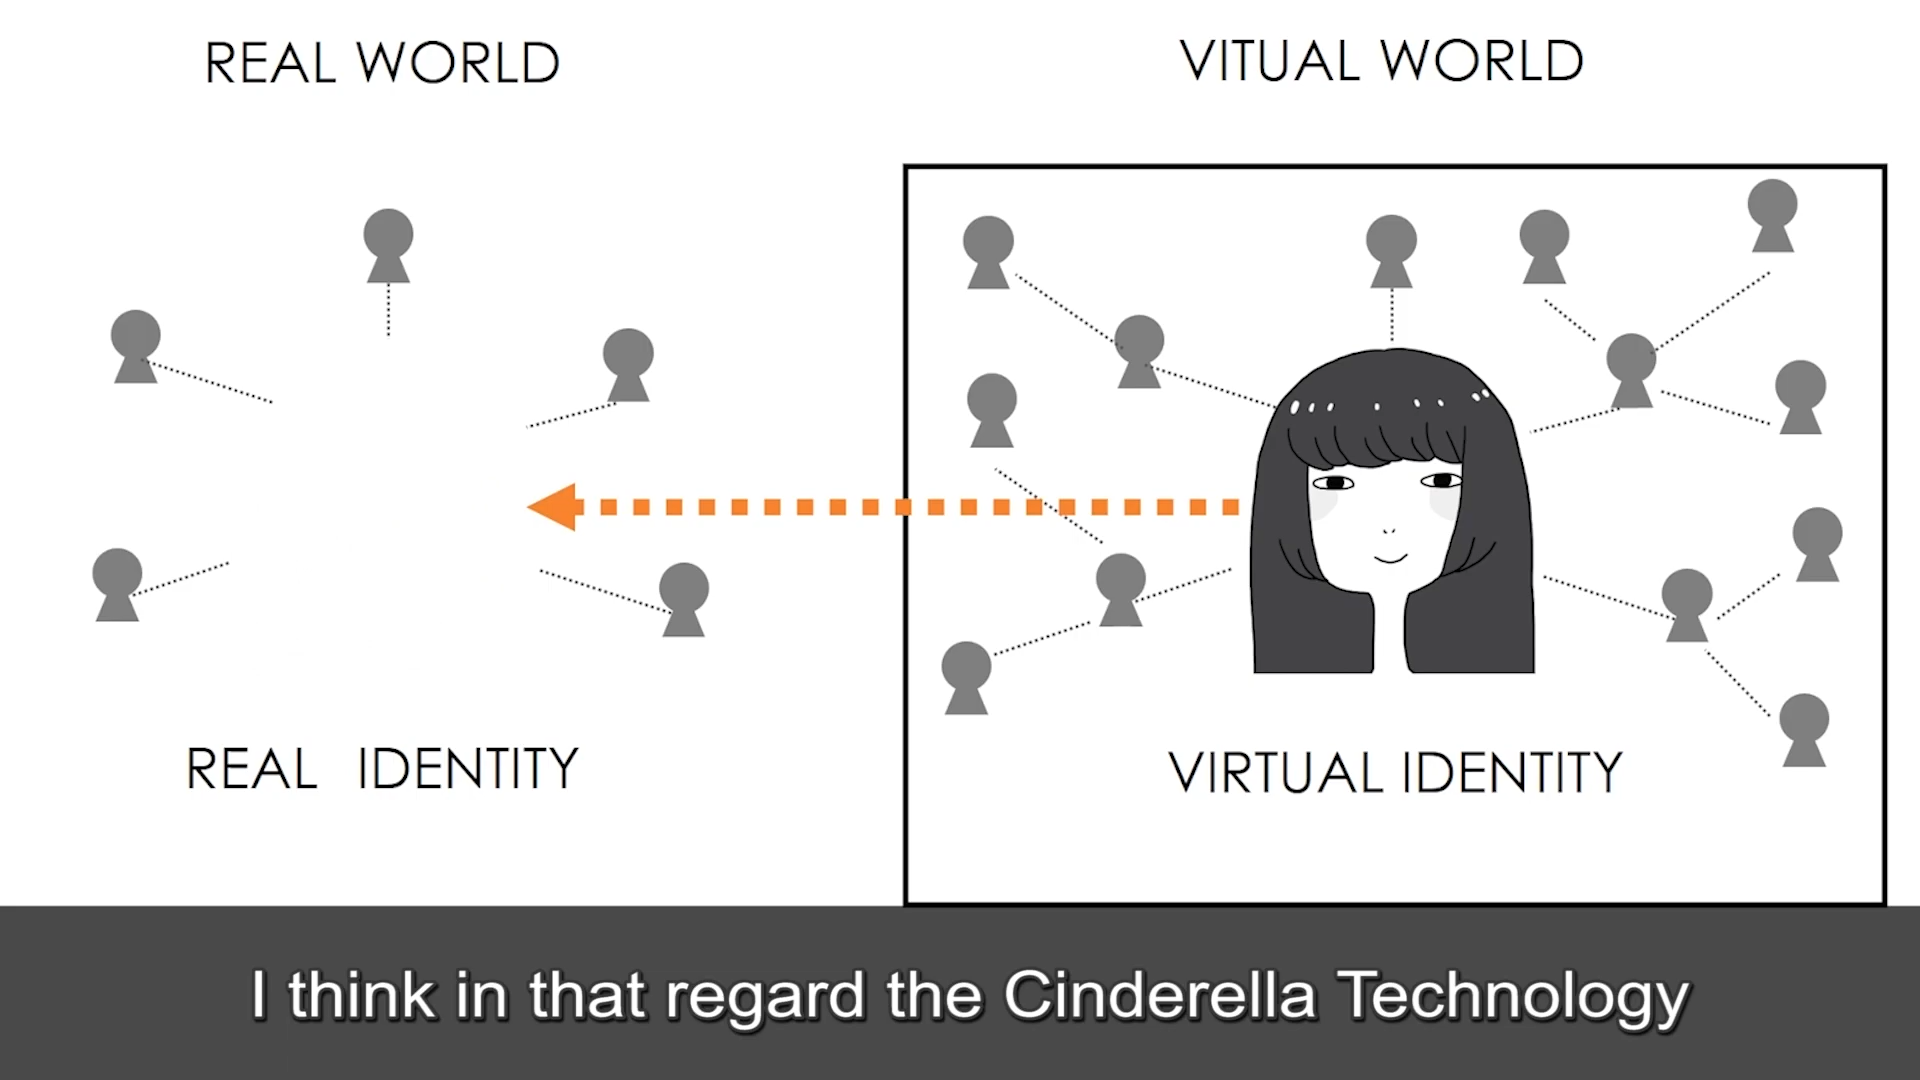 REAL WORLD
VITUAL WORLD
REAL IDENTITY
VIRTUAL IDENTITY
I think in that regard the Cinderella Technology